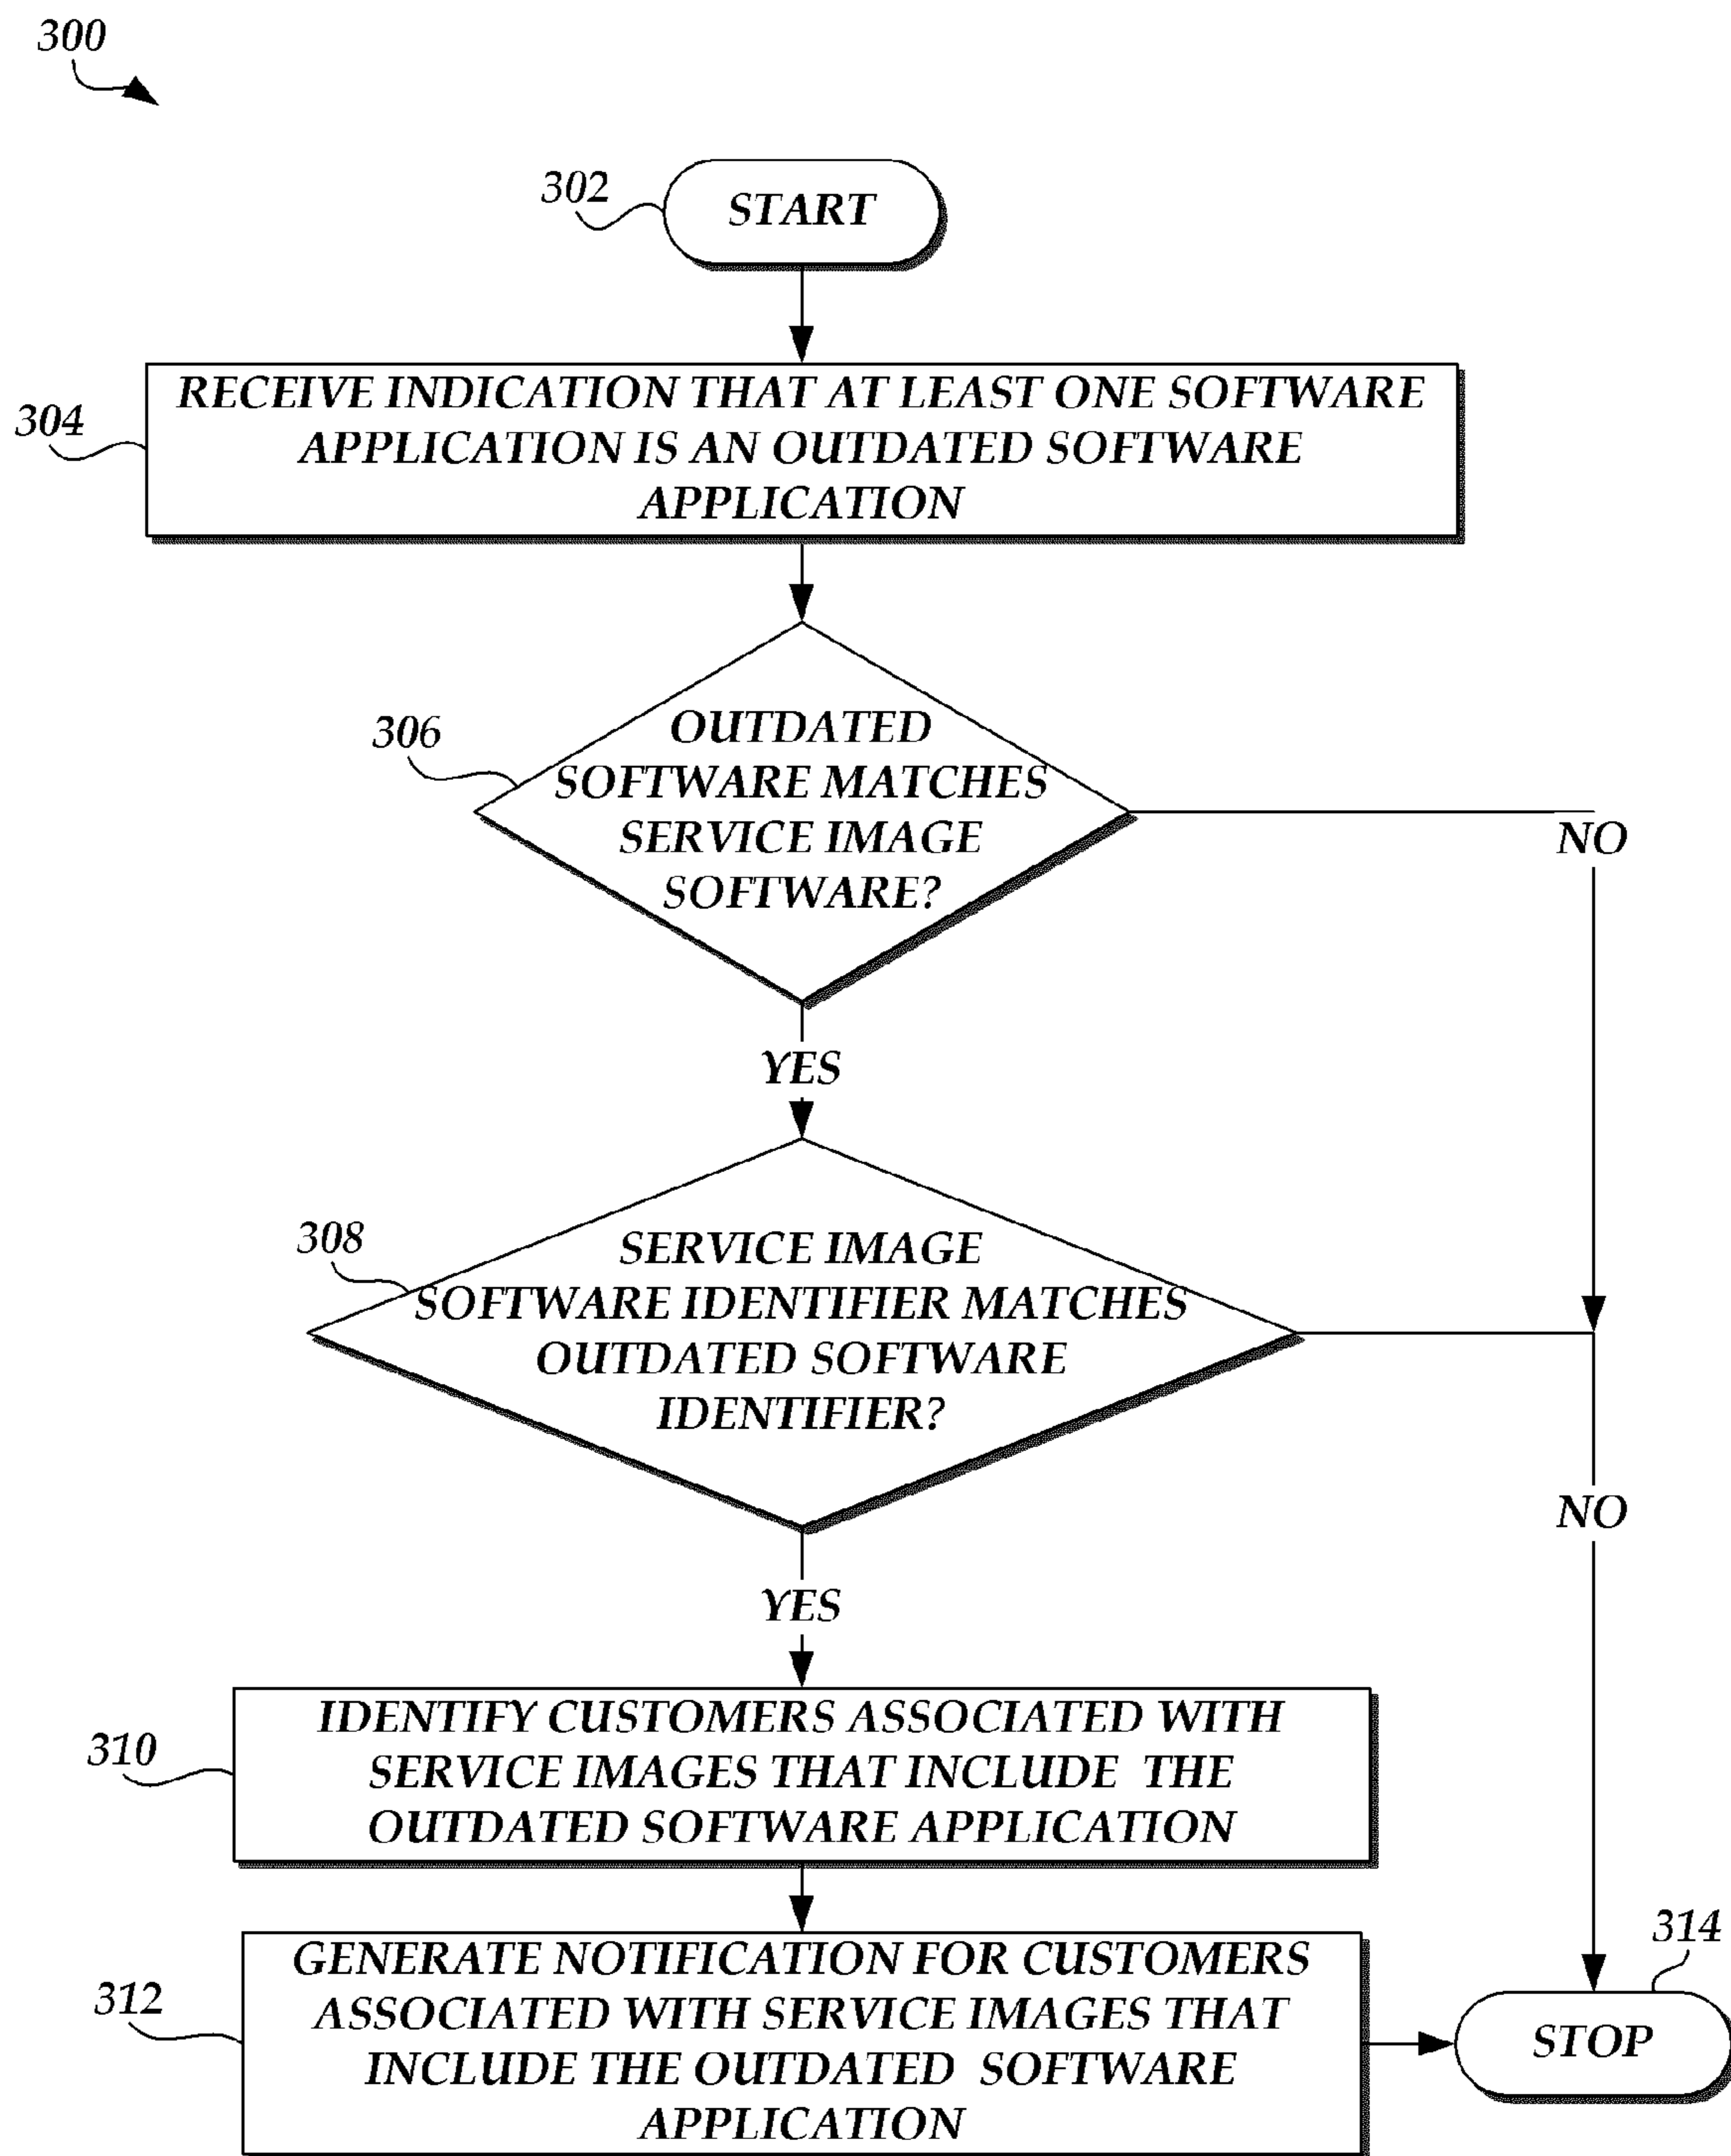 300
302
START
304
RECEIVE INDICATION THAT AT LEAST ONE SOFTWARE
APPLICATION IS AN OUTDATED SOFTWARE
APPLICATION
306
OUTDATED
SOFTWARE MATCHES
SERVICE IMAGE
SOFTWARE?
NO
YES
308
SERVICE IMAGE
SOFTWARE IDENTIFIER MATCHES
OUTDATED SOFTWARE
IDENTIFIER?
NO
YES
310
IDENTIFY CUSTOMERS ASSOCIATED WITH
SERVICE IMAGES THAT INCLUDE THE
OUTDATED SOFTWARE APPLICATION
312
GENERATE NOTIFICATION FOR CUSTOMERS
ASSOCIATED WITH SERVICE IMAGES THAT
INCLUDE THE OUTDATED SOFTWARE
APPLICATION
314
STOP